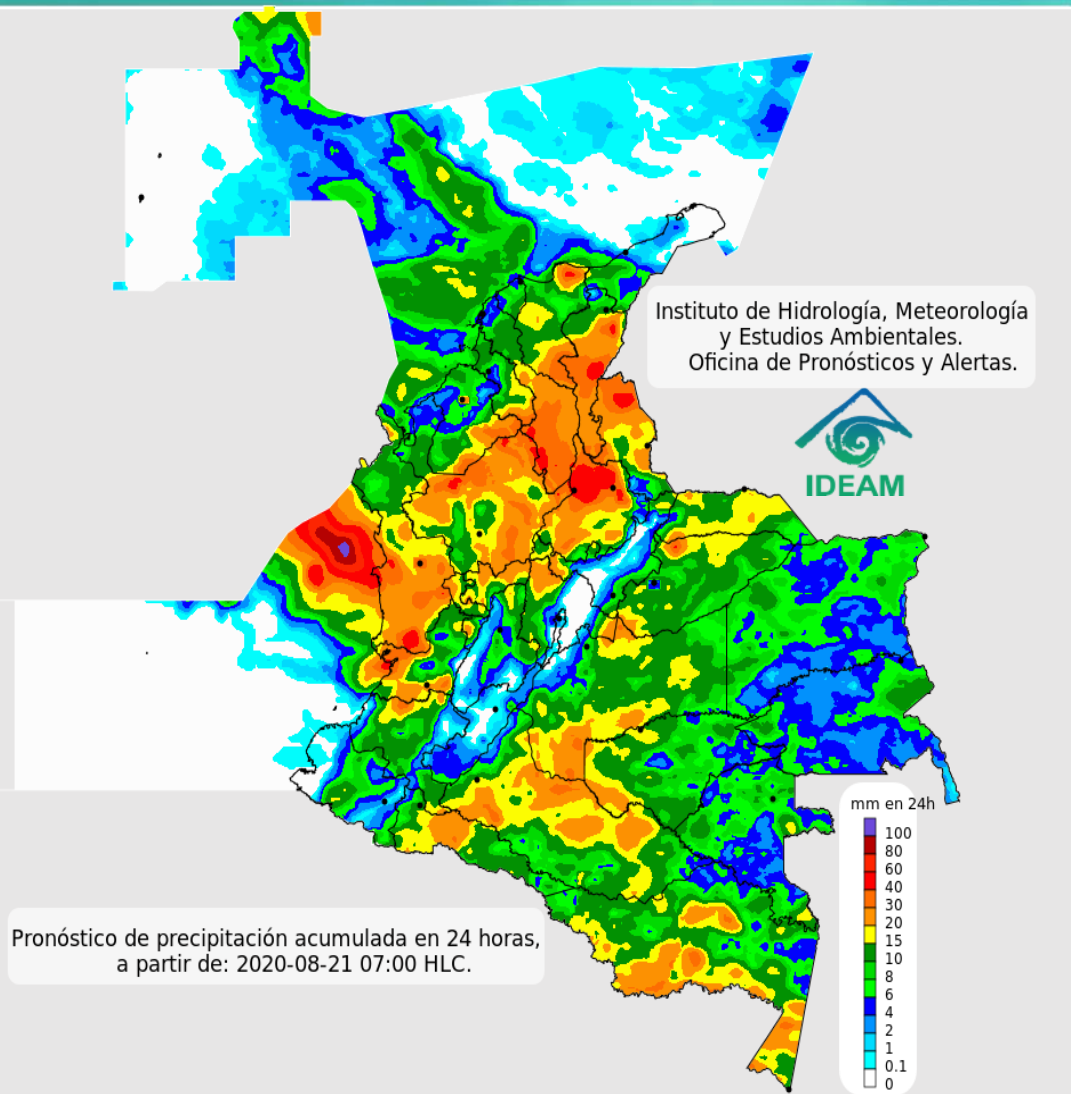 Instituto de Hidrología, Meteorología
y Estudios Ambientales.
Oficina de Pronósticos y Alertas.
IDEAM
mm en 24h
100
80
60
40
30
20
15
10
8
6
4
2
1
0.1
0
Pronóstico de precipitación acumulada en 24 horas,
a partir de: 2020-08-21 07:00 HLC.